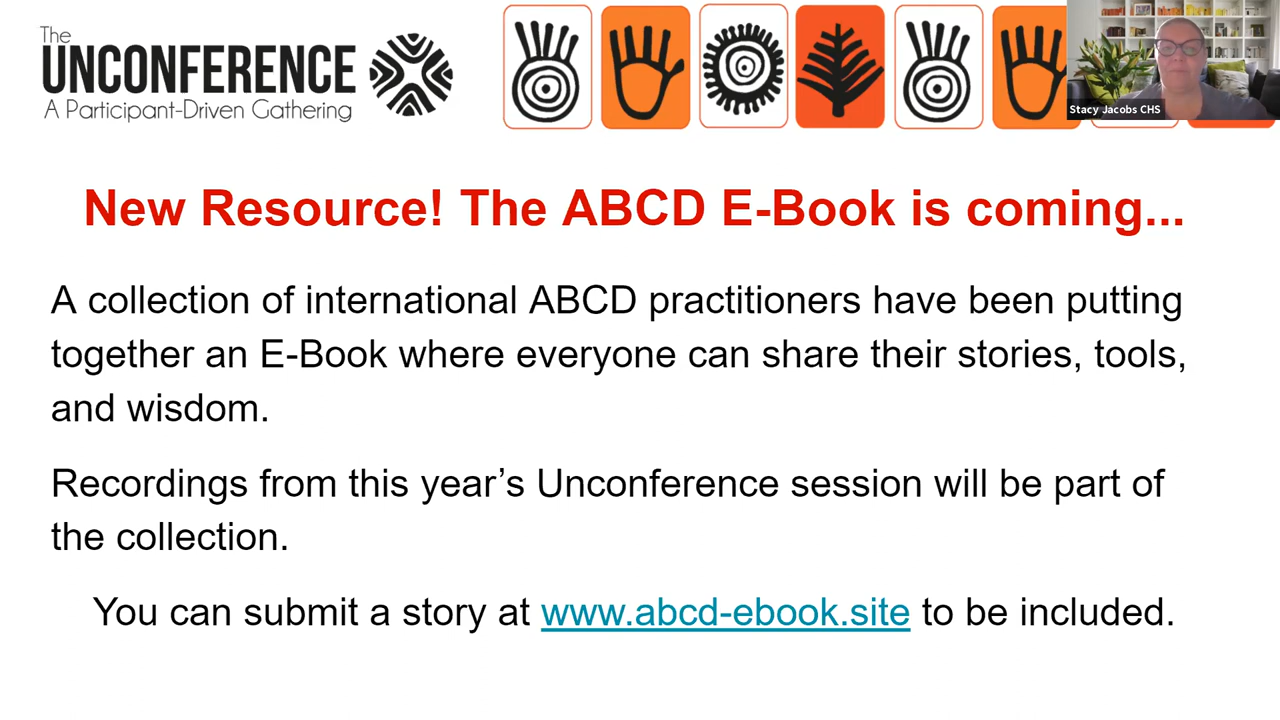 The
UNCONFERENCE
A Participant-Driven Gathering
Stacy Jacobs CHS
New Resource! The ABCD E-Book is coming...
A collection of international ABCD practitioners have been putting
together an E-Book where everyone can share their stories, tools,
and wisdom.
Recordings from this year’s Unconference session will be part of
the collection.
You can submit a story at www.abcd-ebook.site to be included.